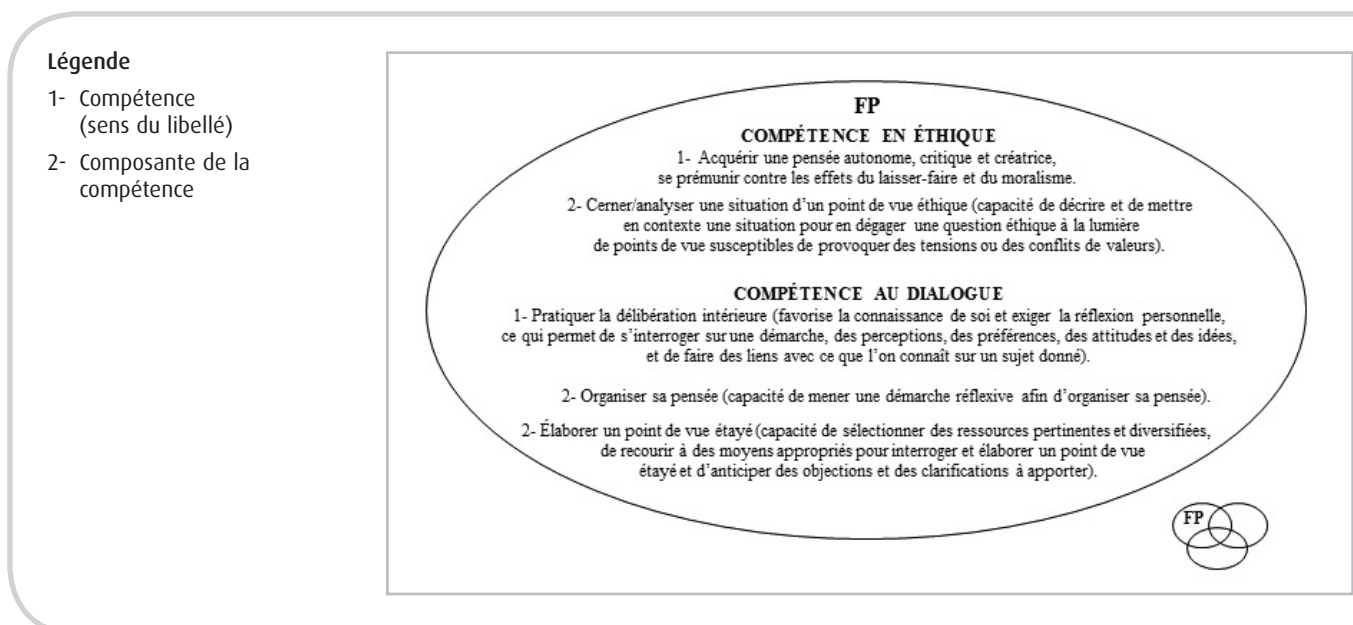 Légende
1- Compétence
(sens du libellé)
2- Composante de la
compétence
FP
COMPÉTENCE EN ÉTHIQUE
1- Acquérir une pensée autonome, critique et créatrice,
se prémunir contre les effets du laisser-faire et du moralisme.
2- Cerner/analyser une situation d'un point de vue éthique (capacité de décrire et de mettre
en contexte une situation pour en dégager une question éthique à la lumière
de points de vue susceptibles de provoquer des tensions ou des conflits de valeurs).
COMPÉTENCE AU DIALOGUE
1- Pratiquer la délibération intérieure (favorise la connaissance de soi et exiger la réflexion personnelle,
ce qui permet de s'interroger sur une démarche, des perceptions, des préférences, des attitudes et des idées,
et de faire des liens avec ce que l'on connaît sur un sujet donné).
2- Organiser sa pensée (capacité de mener une démarche réflexive afin d'organiser sa pensée).
2- Élaborer un point de vue étayé (capacité de sélectionner des ressources pertinentes et diversifiées,
de recourir à des moyens appropriés pour interroger et élaborer un point de vue
étayé et d'anticiper des objections et des clarifications à apporter).
FP